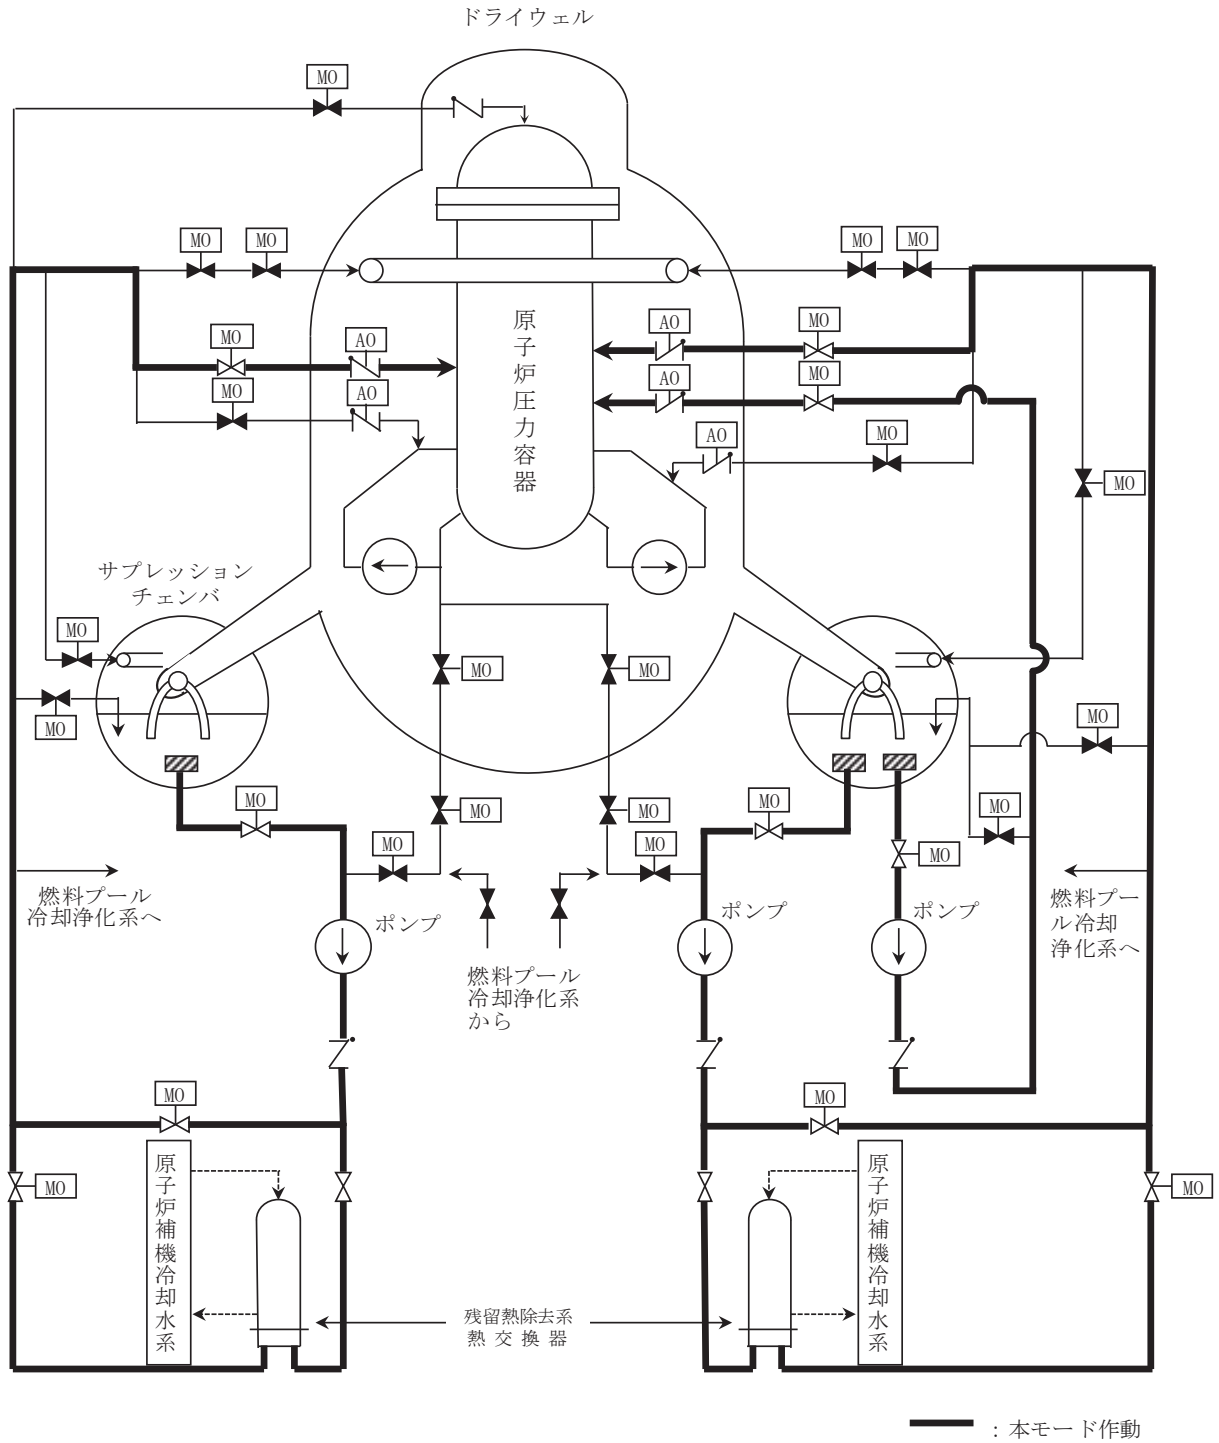 ドライウェル
MO
MO
MO
MO
MO
MO
AO
AO
MO
MO
AO
MO
AO
MO
AO
MO
MO
原子炉圧力容器
サプレッション
チェンバ
MO
MO
MO
MO
MO
MO
MO
MO
MO
MO
MO
MO
MO
MO
燃料プール
冷却浄化系へ
ポンプ
燃料プール
冷却浄化系
から
ポンプ
ポンプ
燃料プー
ル冷却
浄化系へ
MO
MO
MO
MO
原子炉補機冷却水系
原子炉補機冷却水系
残留熱除去系
熱交換器
：本モード作動